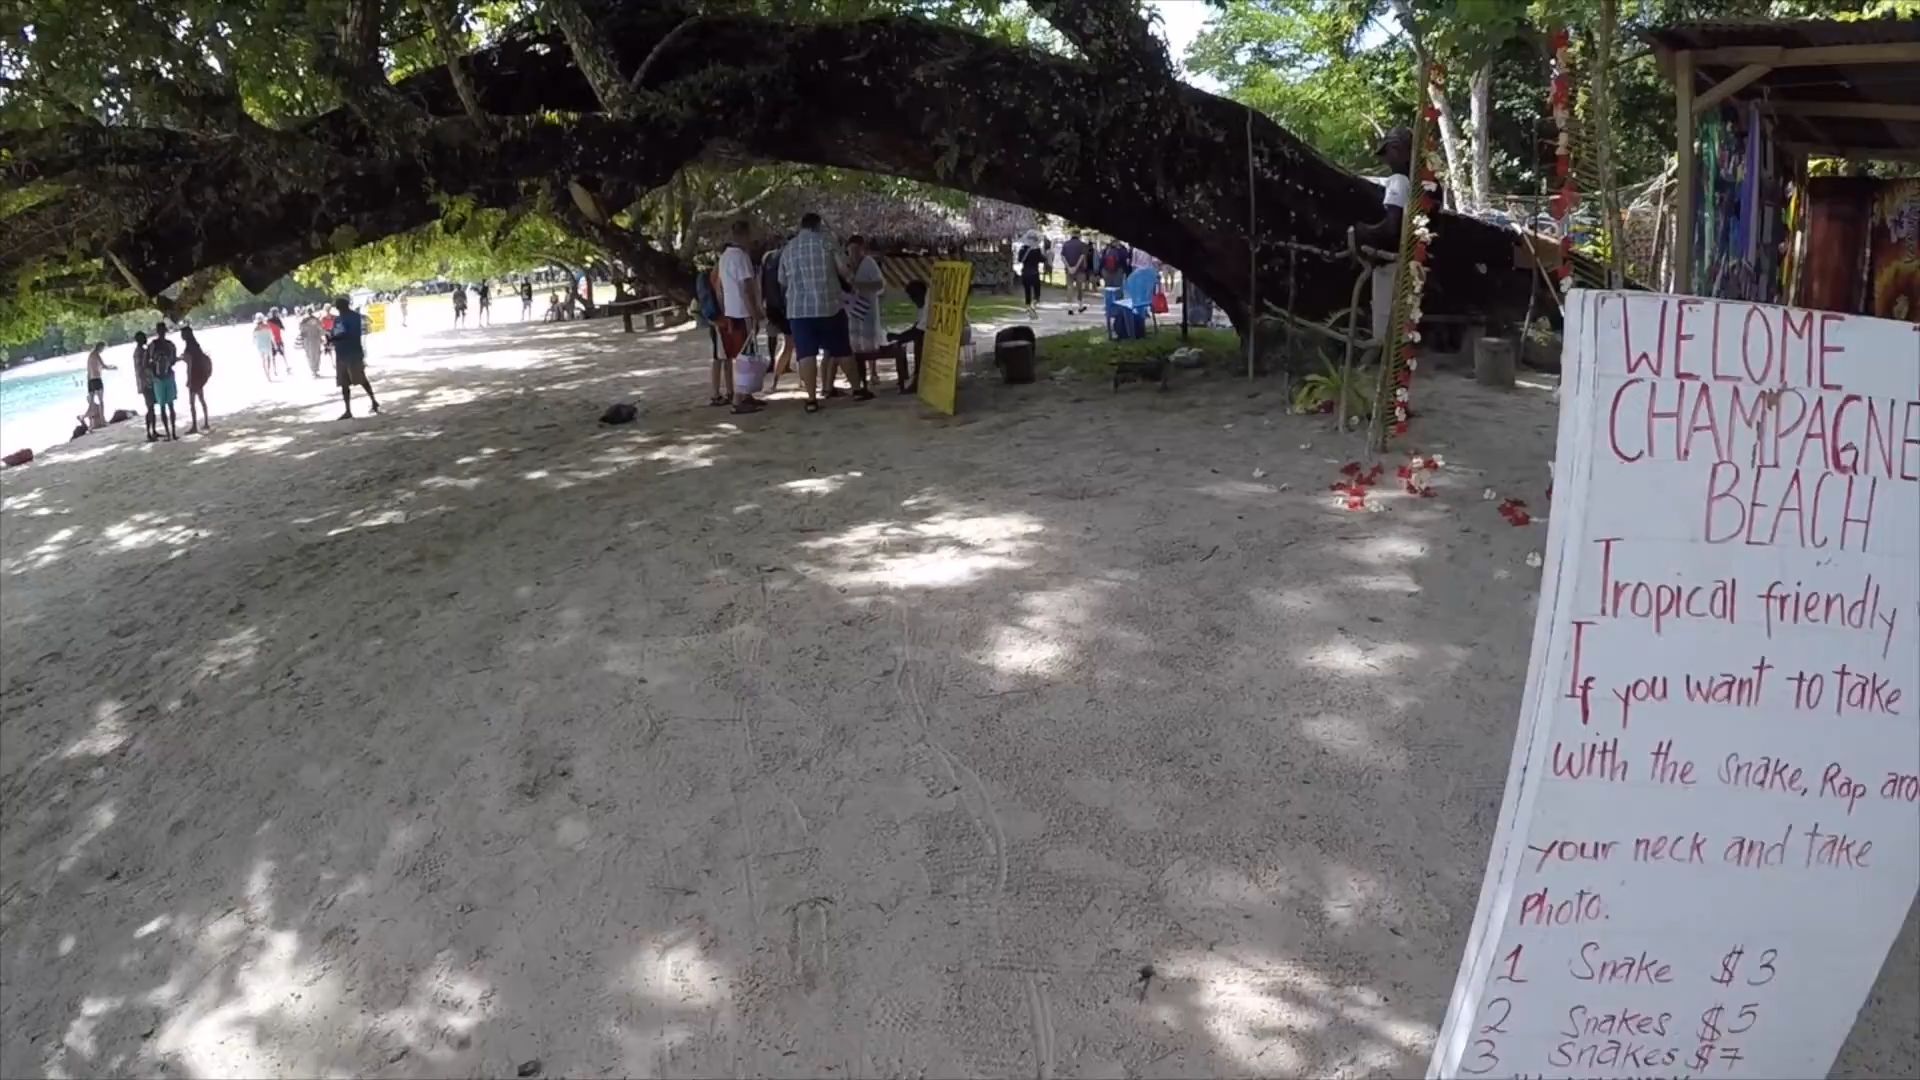 WELOME
CHAMPAGNE
BEACH
Tropical friendly
If you want to take
with the snake, Rap aro
your neck and take
Photo.
1 Snake $3
2 Snakes $5
3 Snakes $7